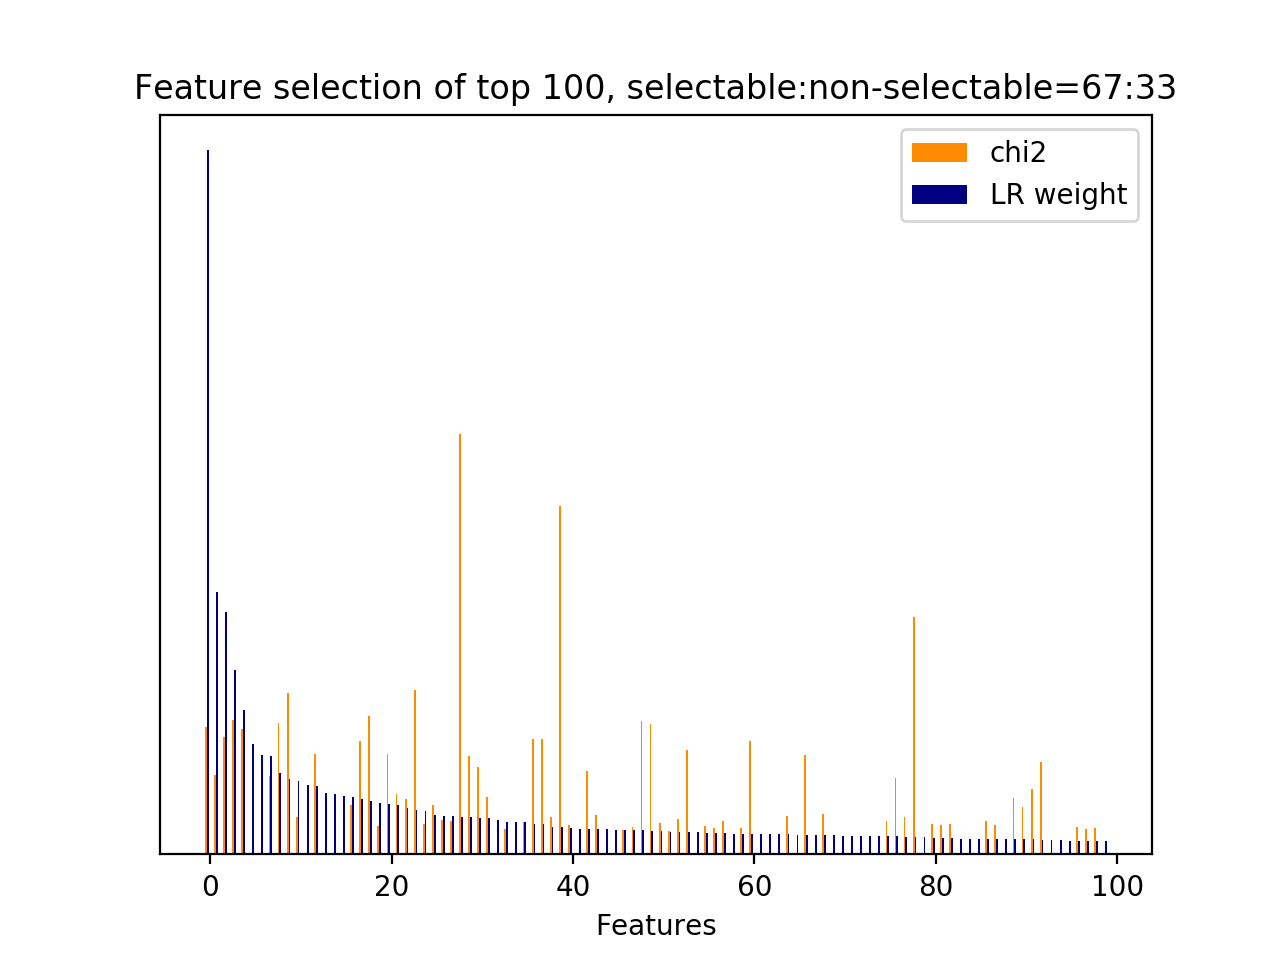 Feature selection of top 100, selectable:non-selectable=67:33
chi2
LR weight
0 20 40 60 80 100
Features